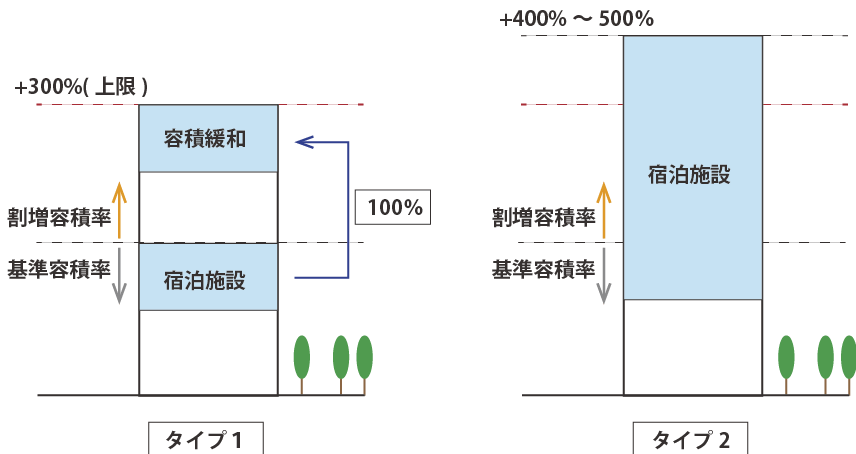 +300%( 上限 )
容積緩和
100%
割増容積率
基準容積率
宿泊施設
タイプ 1
+400% ～ 500%
宿泊施設
割増容積率
基準容積率
タイプ 2